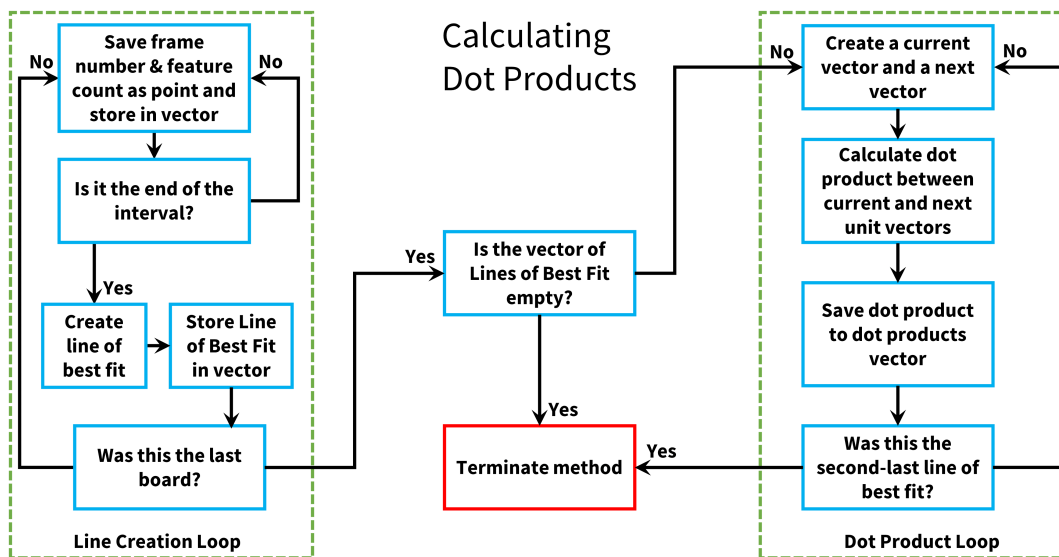 Calculating
Dot Products
No
Save frame
number & feature
count as point and
store in vector
No
Is it the end of the
interval?
Yes
Create
line of
best fit
Store Line
of Best Fit
in vector
Was this the last
board?
Line Creation Loop
Yes
Is the vector of
Lines of Best Fit
empty?
Yes
Terminate method
No
Create a current
vector and a next
vector
No
Calculate dot
product between
current and next
unit vectors
Save dot product
to dot products
vector
Was this the
second-last line of
best fit?
Yes
Dot Product Loop